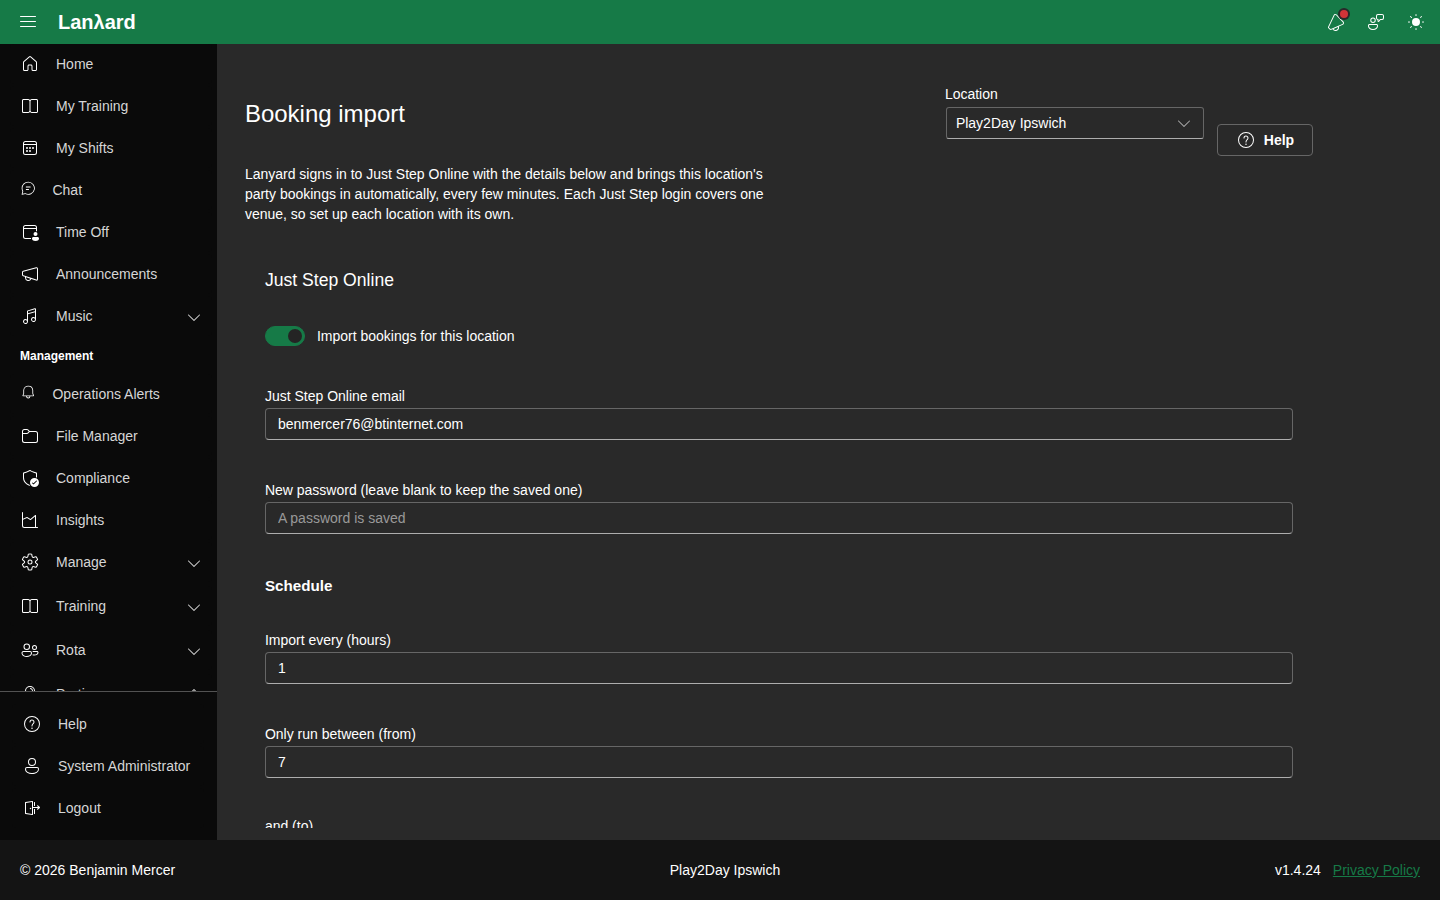 Lanλard
Home
My Training
My Shifts
Chat
Time Off
Announcements
Music
Management
Operations Alerts
File Manager
Compliance
Insights
Manage
Training
Rota
Help
System Administrator
Logout
Booking import
Location
Play2Day Ipswich
Help
Lanyard signs in to Just Step Online with the details below and brings this location's
party bookings in automatically, every few minutes. Each Just Step login covers one
venue, so set up each location with its own.
Just Step Online
Import bookings for this location
Just Step Online email
benmercer76@btinternet.com
New password (leave blank to keep the saved one)
A password is saved
Schedule
Import every (hours)
1
Only run between (from)
7
and (to)
© 2026 Benjamin Mercer
Play2Day Ipswich
v1.4.24
Privacy Policy